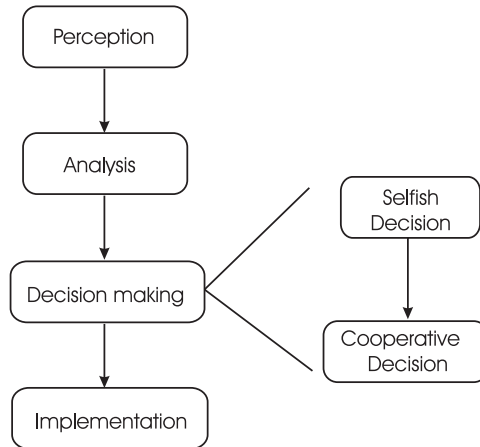 Perception
Analysis
Decision making
Implementation
Selfish
Decision
Cooperative
Decision